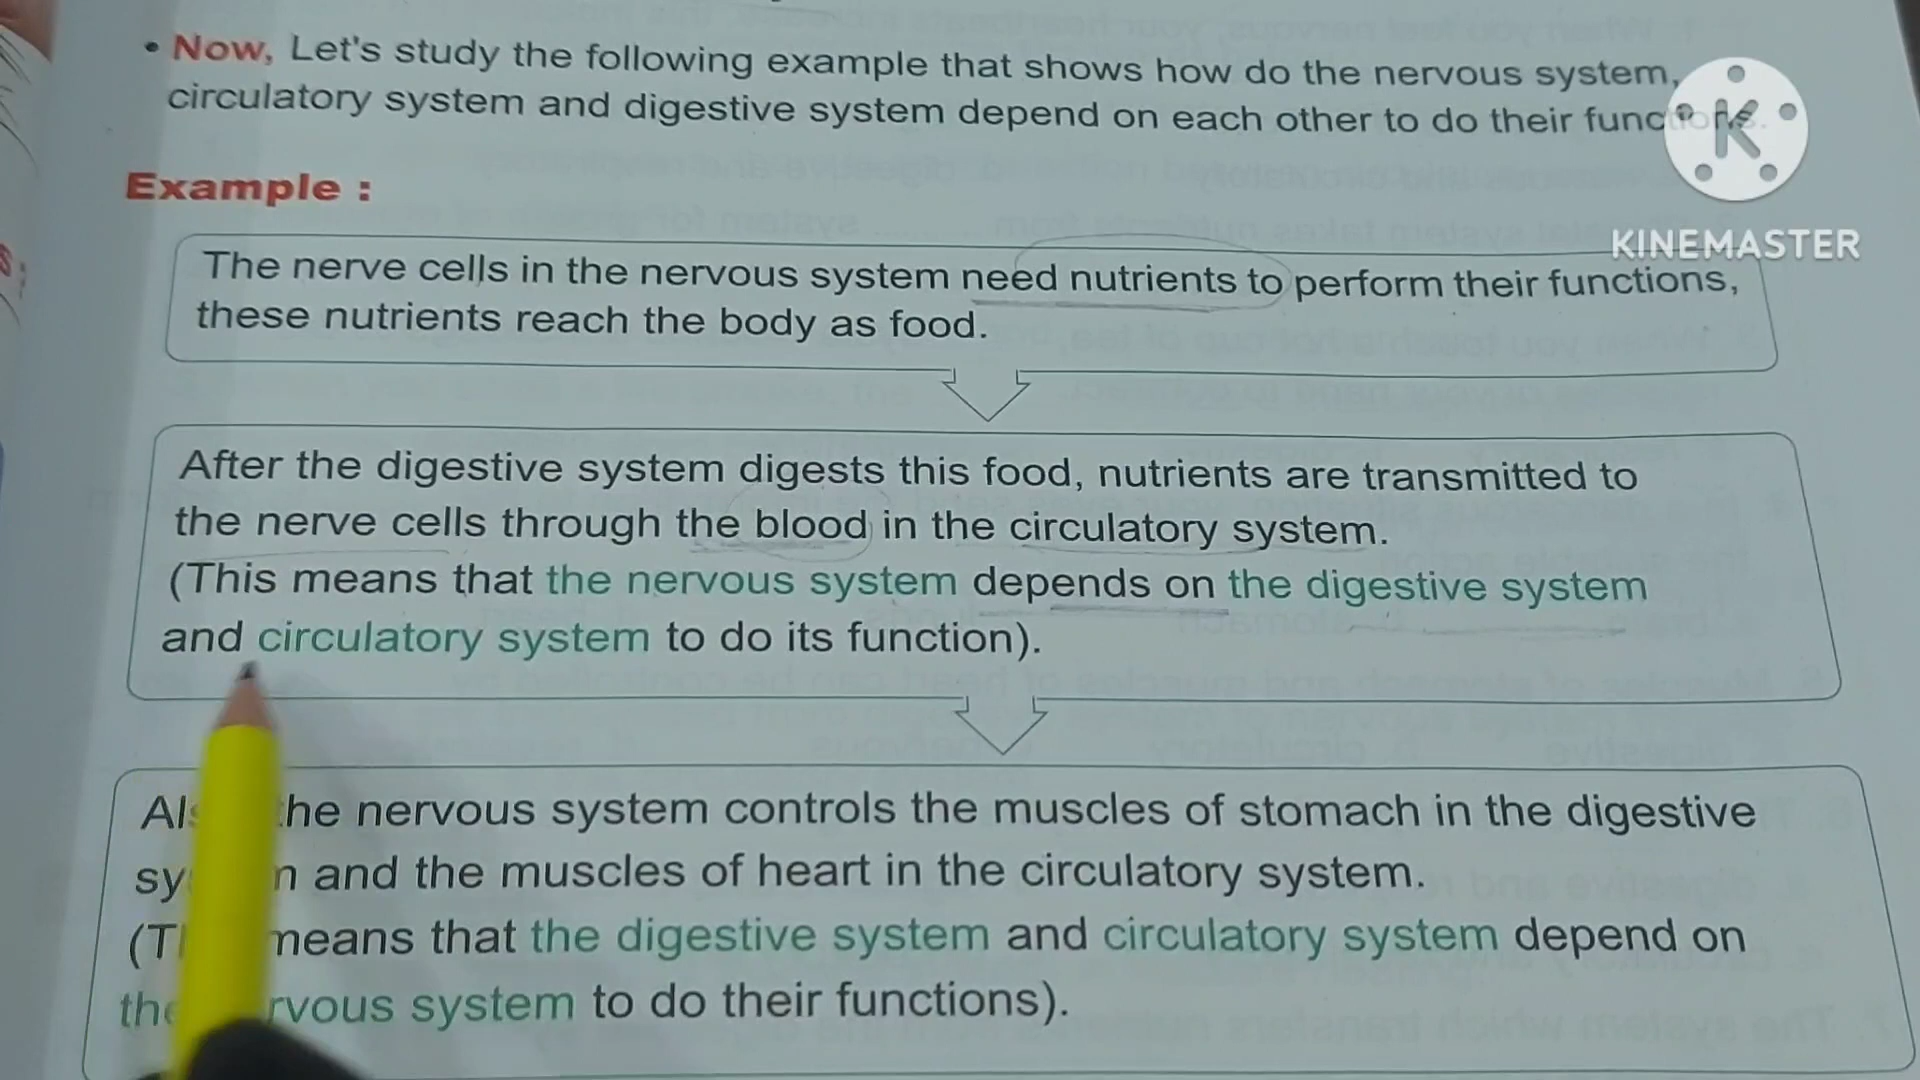 • Now, Let's study the following example that shows how do the nervous system,
circulatory system and digestive system depend on each other to do their
KINEMASTER
Example :
The nerve cells in the nervous system need nutrients to perform their functions,
these nutrients reach the body as food.
After the digestive system digests this food, nutrients are transmitted to
the nerve cells through the blood in the circulatory system.
(This means that the nervous system depends on the digestive system
and circulatory system to do its function).
the nervous system controls the muscles of stomach in the digestive
and the muscles of heart in the circulatory system.
means that the digestive system and circulatory system depend on
system to do their functions).